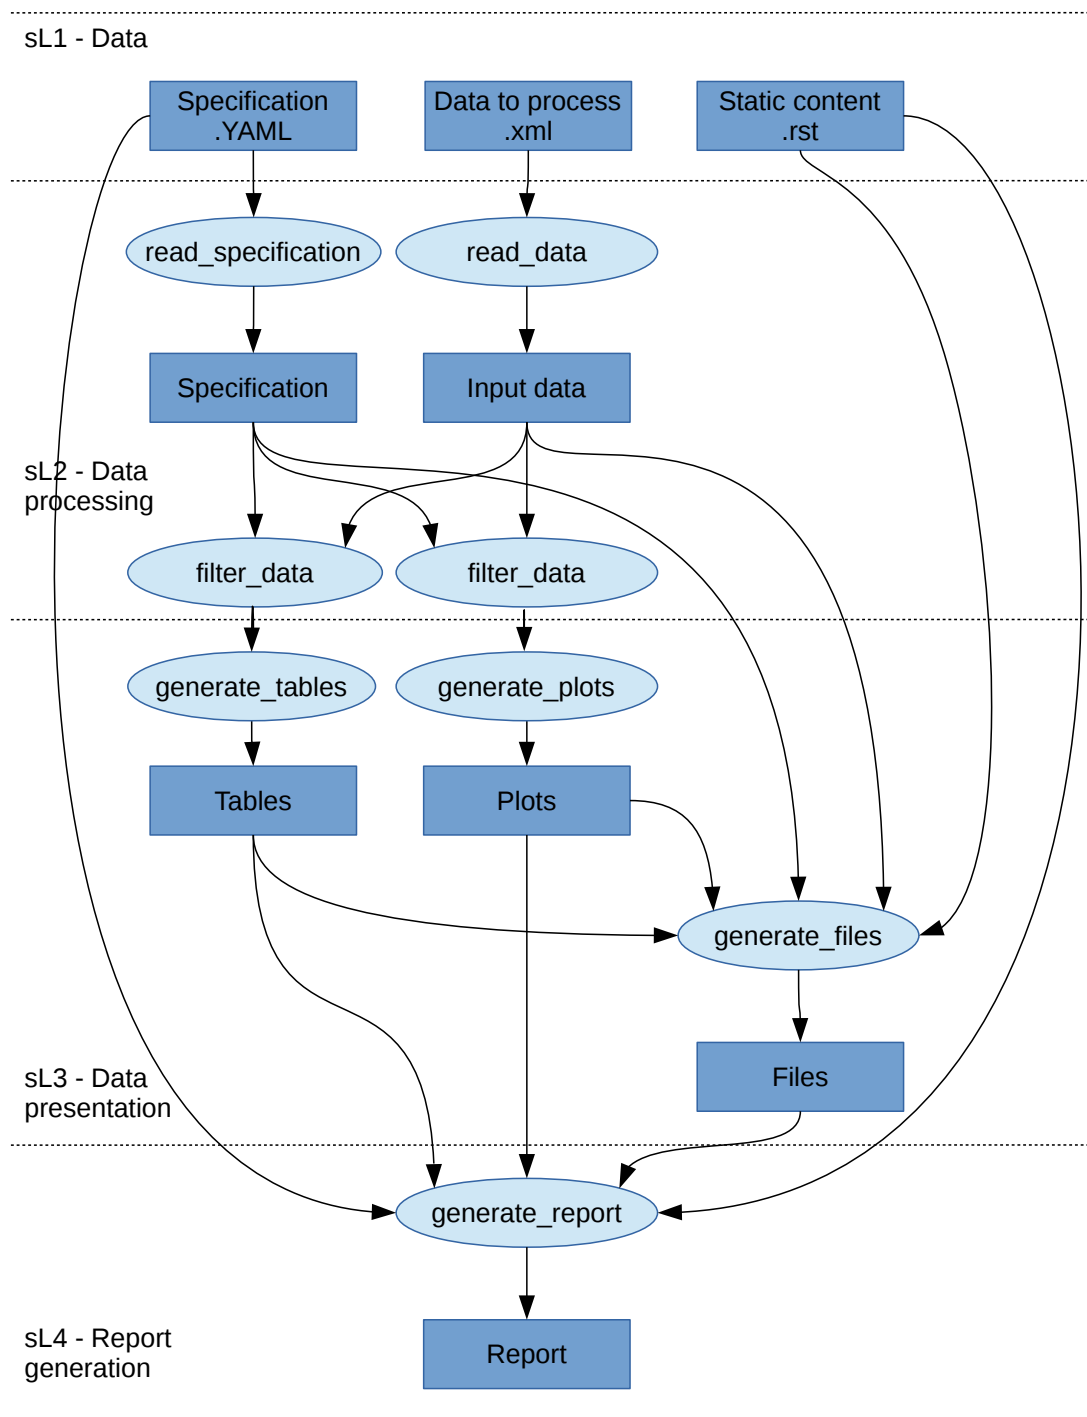 sL1 - Data
Specification
.YAML
Data to process
.xml
Static content
.rst
read_specification
read_data
Specification
Input data
sL2 - Data
processing
filter_data
filter_data
generate_tables
generate_plots
Tables
Plots
generate_files
Files
sL3 - Data
presentation
generate_report
sL4 - Report
generation
Report